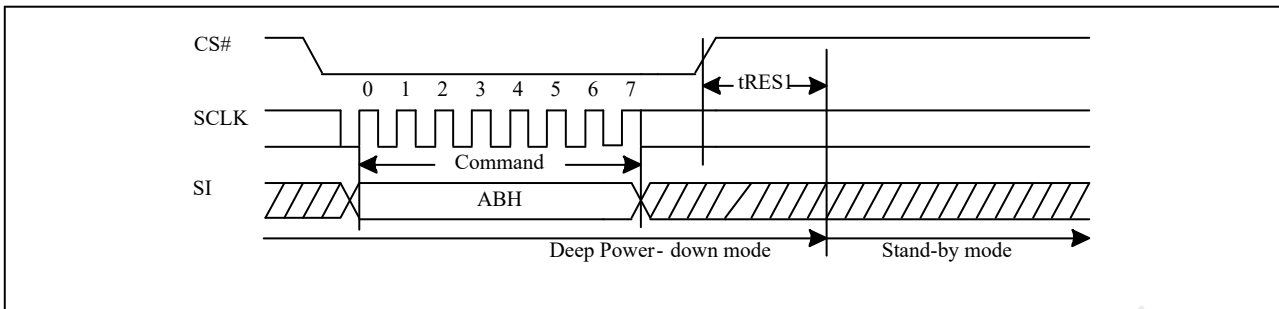 CS#
tRES1
0 1 2 3 4 5 6 7
SCLK
Command
SI
ABH
Deep Power- down mode
Stand-by mode